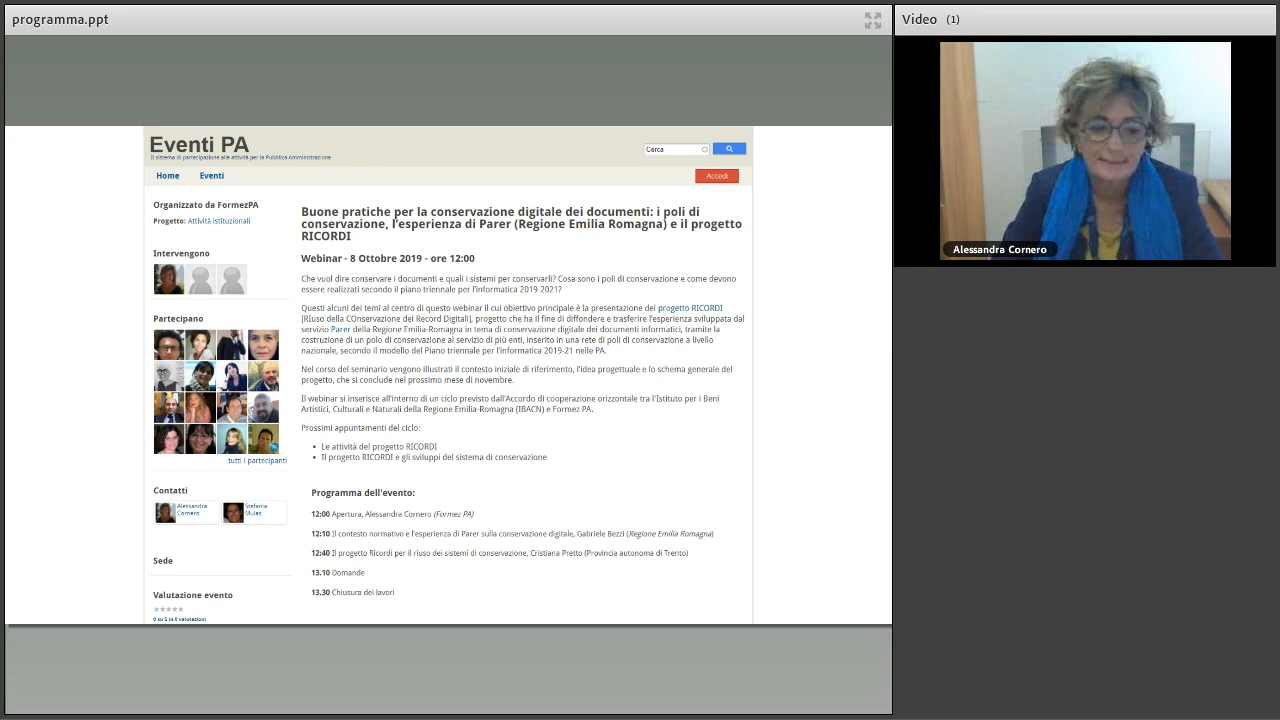 programma.ppt
Video (1)
Alessandra Cornero
Eventi PA
Il sistema di partecipazione alle attività per la Pubblica Amministrazione
Cerca
Home Eventi
Accedi
Organizzato da FormezPA
Progetto: Attività istituzionali
Intervengono
Partecipano
tutti i partecipanti
Contatti
Alessandra
Cornero
Stefania
Mulas
Sede
Valutazione evento
0 su 5 in 0 valutazioni
Buone pratiche per la conservazione digitale dei documenti: i poli di
conservazione, l'esperienza di Parer (Regione Emilia Romagna) e il progetto
RICORDI
Webinar - 8 Ottobre 2019 - ore 12:00
Che vuol dire conservare i documenti e quali i sistemi per conservarli? Cosa sono i poli di conservazione e come devono
essere realizzati secondo il piano triennale per l'informatica 2019-2021?
Questi alcuni dei temi al centro di questo webinar il cui obiettivo principale è la presentazione del progetto RICORDI
[RIuso della COnservazione dei Record DigItali], progetto che ha il fine di diffondere e trasferire l'esperienza sviluppata dal
servizio Parer della Regione Emilia-Romagna in tema di conservazione digitale dei documenti informatici, tramite la
costruzione di un polo di conservazione al servizio di più enti, inserito in una rete di poli di conservazione a livello
nazionale, secondo il modello del Piano triennale per l'informatica 2019-21 nelle PA.
Nel corso del seminario vengono illustrati il contesto iniziale di riferimento, l'idea progettuale e lo schema generale del
progetto, che si conclude nel prossimo mese di novembre.
Il webinar si inserisce all'interno di un ciclo previsto dall'Accordo di cooperazione orizzontale tra l'Istituto per i Beni
Artistici, Culturali e Naturali della Regione Emilia-Romagna (IBACN) e Formez PA.
Prossimi appuntamenti del ciclo:
• Le attività del progetto RICORDI
• Il progetto RICORDI e gli sviluppi del sistema di conservazione
Programma dell'evento:
12:00 Apertura, Alessandra Cornero (Formez PA)
12:10 Il contesto normativo e l'esperienza di Parer sulla conservazione digitale, Gabriele Bezzi (Regione Emilia Romagna)
12:40 Il progetto Ricordi per il riuso dei sistemi di conservazione, Cristiana Pretto (Provincia autonoma di Trento)
13.10 Domande
13.30 Chiusura dei lavori